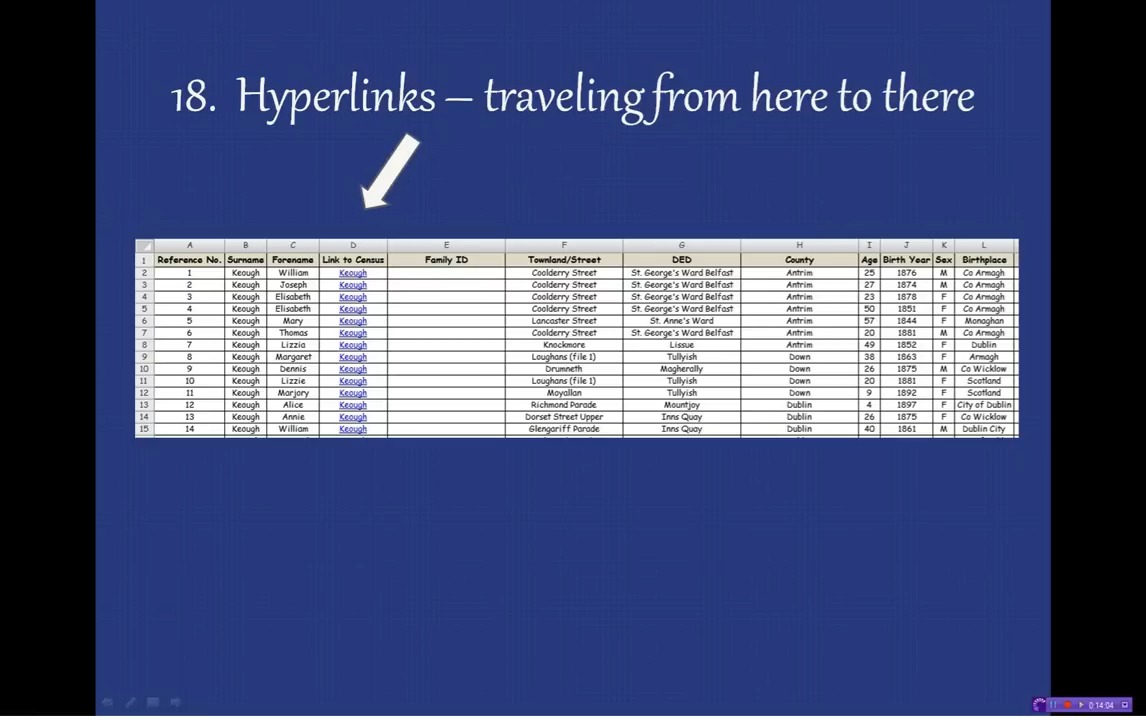 18. Hyperlinks – traveling from here to there
A B C D E F G H I J K L
1 Reference No. Surname Forename Link to Census Family ID Townland/Street DED County Age Birth Year Sex Birthplace
2 1 Keough William Keough Coolderry Street St. George's Ward Belfast Antrim 25 1876 M Co Armagh
3 2 Keough Joseph Keough Coolderry Street St. George's Ward Belfast Antrim 27 1874 M Co Armagh
4 3 Keough Elisabeth Keough Coolderry Street St. George's Ward Belfast Antrim 23 1878 F Co Armagh
5 4 Keough Elisabeth Keough Coolderry Street St. George's Ward Belfast Antrim 50 1851 F Co Armagh
6 5 Keough Mary Keough Lancaster Street St. Anne's Ward Antrim 57 1844 F Monaghan
7 6 Keough Thomas Keough Coolderry Street St. George's Ward Belfast Antrim 20 1881 M Co Armagh
8 7 Keough Lizzia Keough Knockmore Lissue Antrim 49 1852 F Dublin
9 8 Keough Margaret Keough Loughans (file 1) Tullyish Down 38 1863 F Armagh
10 9 Keough Dennis Keough Drumneth Magherally Down 26 1875 M Co Wicklow
11 10 Keough Lizzie Keough Loughans (file 1) Tullyish Down 20 1881 F Scotland
12 11 Keough Marjory Keough Moyallan Tullyish Down 9 1892 F Scotland
13 12 Keough Alice Keough Richmond Parade Mountjoy Dublin 4 1897 F City of Dublin
14 13 Keough Annie Keough Dorset Street Upper Inns Quay Dublin 26 1875 F Co Wicklow
15 14 Keough William Keough Glengariff Parade Inns Quay Dublin 40 1861 M Dublin City
0:14:04